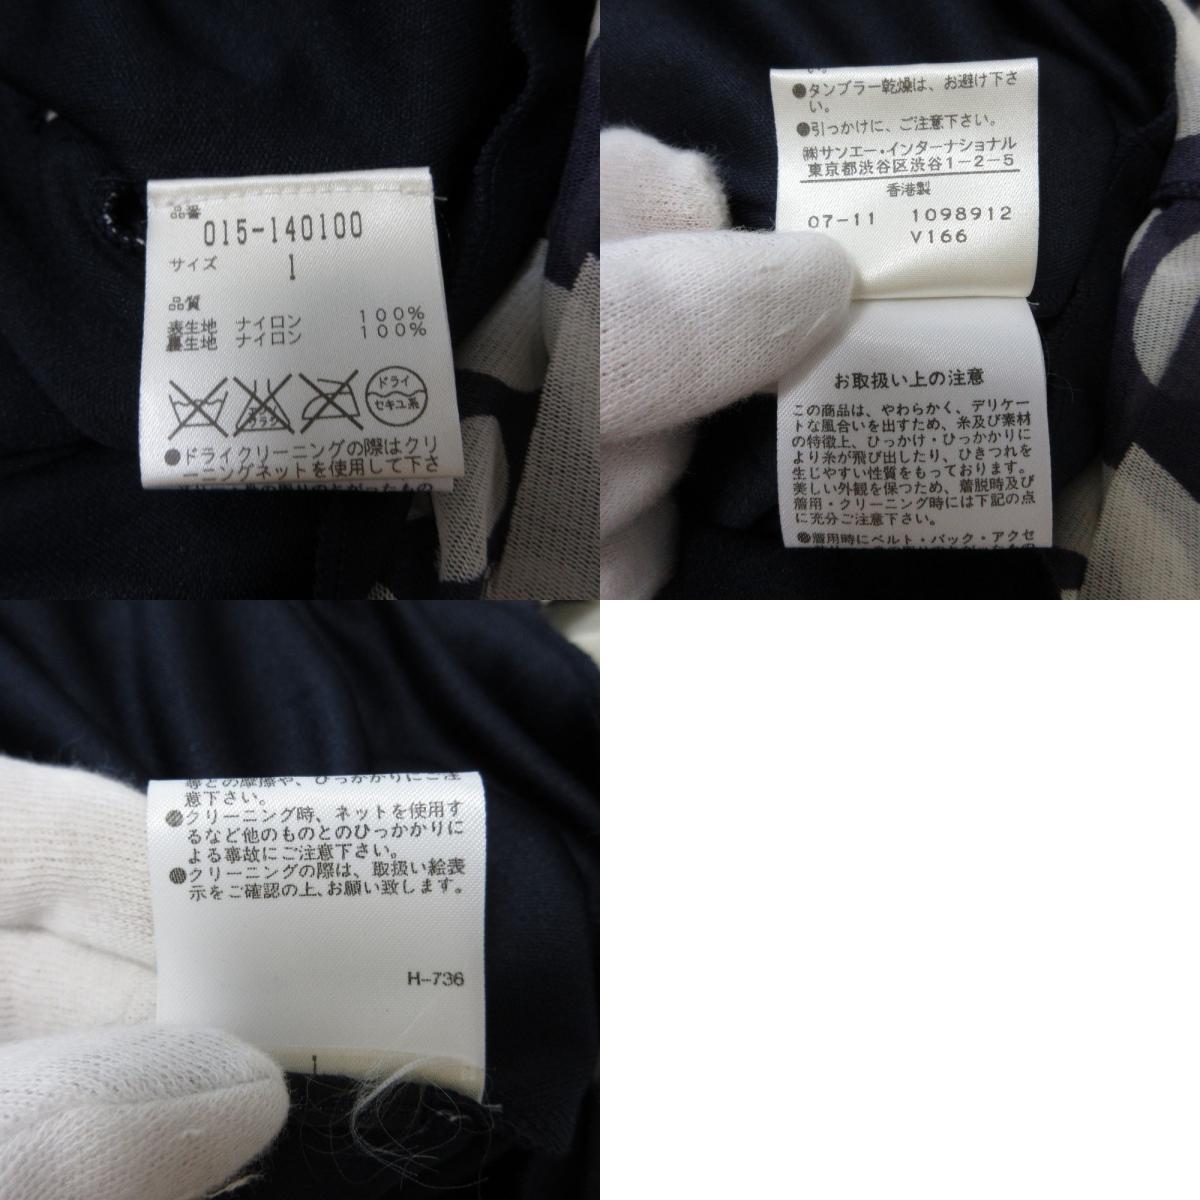 品番
015-140100
サイズ 1
品質
表生地 ナイロン 100%
裏生地 ナイロン 100%
ドライ
セキユ系
●ドライクリーニングの際はクリ
ーニングネットを使用して下さ
い。
●タンブラー乾燥は、お避け下さ
い。
●引っかけに、ご注意下さい。
㈱サンエー・インターナショナル
東京都渋谷区渋谷1-2-5
香港製
07-11 1098912
V166
お取扱い上の注意
この商品は、やわらかく、デリケー
トな風合いを出すため、糸及び素材
の特徴上、ひっかけ・ひっかかりに
より糸が飛び出したり、ひきつれを
生じやすい性質をもっております。
美しい外観を保つため、着脱時及び
着用・クリーニング時には下記の点
に充分ご注意下さい。
●着用時にベルト・バック・アクセ
等との摩擦や、ひっかかりにご注
意下さい。
●クリーニング時、ネットを使用す
るなど他のものとのひっかかりに
よる事故にご注意下さい。
●クリーニングの際は、取扱い絵表
示をご確認の上、お願い致します。
H-736